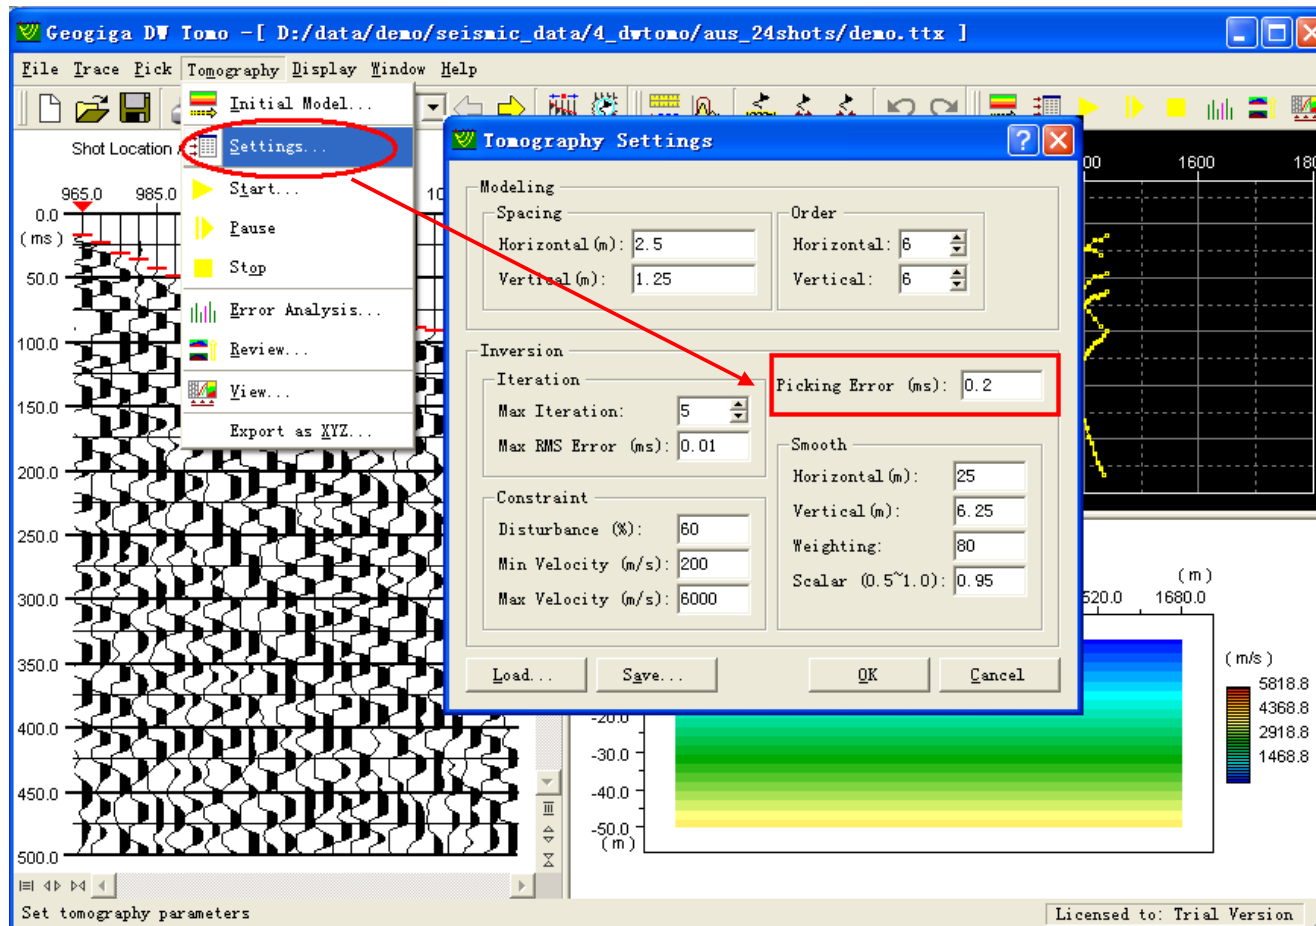 Geogiga DW Tomo -[ D:/data/demo/seismic_data/4_dwtomo/aus_24shots/demo.ttx ]
File Trace Pick Tomography Display Window Help
Initial Model...
Settings...
Start...
Pause
Stop
Error Analysis...
Review...
View...
Export as XYZ...
Shot Location
965.0 985.0
0.0
(ms)
50.0
100.0
150.0
200.0
250.0
300.0
350.0
400.0
450.0
500.0
Tomography Settings
Modeling
Spacing
Horizontal(m): 2.5
Vertical(m): 1.25
Order
Horizontal: 6
Vertical: 6
Inversion
Iteration
Max Iteration: 5
Max RMS Error (ms): 0.01
Picking Error (ms): 0.2
Constraint
Disturbance (%): 60
Min Velocity (m/s): 200
Max Velocity (m/s): 6000
Smooth
Horizontal(m): 25
Vertical(m): 6.25
Weighting: 80
Scalar (0.5~1.0): 0.95
Load... Save... OK Cancel
1600
(m)
1680.0
-20.0
-30.0
-40.0
-50.0
(m)
(m/s)
5818.8
4368.8
2918.8
1468.8
Set tomography parameters
Licensed to: Trial Version